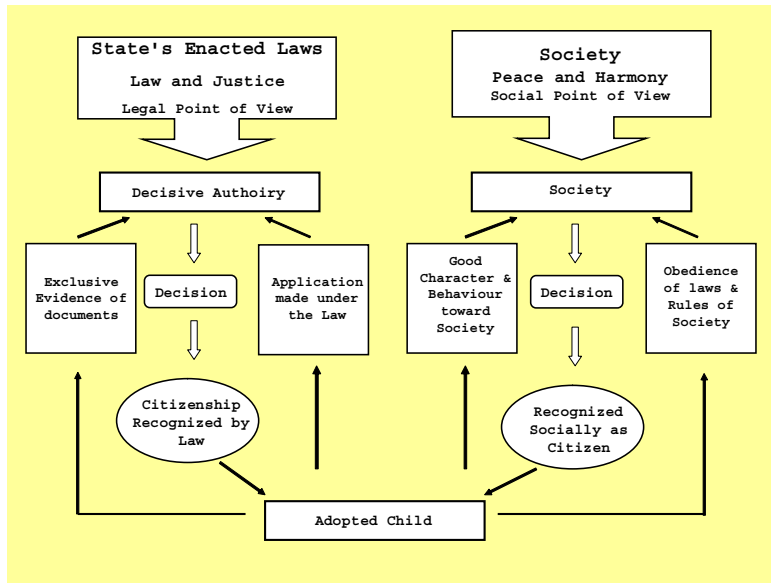 State's Enacted Laws
Law and Justice
Legal Point of View
Society
Peace and Harmony
Social Point of View
Decisive Authoiry
Society
Exclusive
Evidence of
documents
Decision
Application
made under
the Law
Good
Character &
Behaviour
toward
Society
Decision
Obedience
of laws &
Rules of
Society
Citizenship
Recognized by
Law
Recognized
Socially as
Citizen
Adopted Child